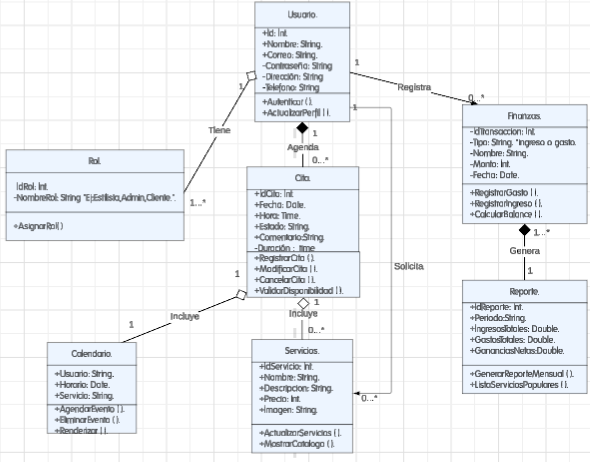 Usuario.
+Id: Int.
+Nombre: String.
+Correo: String.
-Contraseña: String
-Dirección: String
-Telefono: String
+Autenticar ( ).
+ActualizarPerfil ( ).
1
Registra
0...*
1
Tiene
1...*
Rol.
IdRol: Int.
-NombreRol: String "Ej:Estilista,Admin,Cliente.".
+AsignarRol()
1
Agenda
0...*
1
Solicita
0...*
Finanzas.
-idTransaccion: Int.
-Tipo: String. "Ingreso o gasto.
-Nombre: String.
-Monto: Int.
-Fecha: Date.
+RegistrarGasto ( ).
+RegistrarIngreso ( ).
+CalcularBalance ( ).
1...*
Genera
1
Cita.
+idCita: Int
+Fecha: Date.
+Hora: Time.
+Estado: String.
+Comentario:String.
-Duración : time
+RegistrarCita ( ).
+ModificarCita ( ).
+CancelarCita ( ).
+ValidarDisponibilidad ( ).
1
Incluye
1
1
Incluye
0...*
Reporte.
+IdReporte: Int.
+Periodo:String.
+IngresosTotales: Double.
+GastosTotales: Double.
+GananciasNetas:Double.
+GenerarReporteMensual ( ).
+ListaServiciosPopulares ( ).
Calendario.
+Usuario: String.
+Horario: Date.
+Servicio: String.
+AgendarEvento ( ).
+EliminarEvento ( ).
+Renderizar ( ).
Servicios.
+IdServicio: Int.
+Nombre: String.
+Descripcion: String.
+Precio: Int.
+Imagen: String.
+ActualizarServicios ( ).
+MostrarCatalogo ( ).